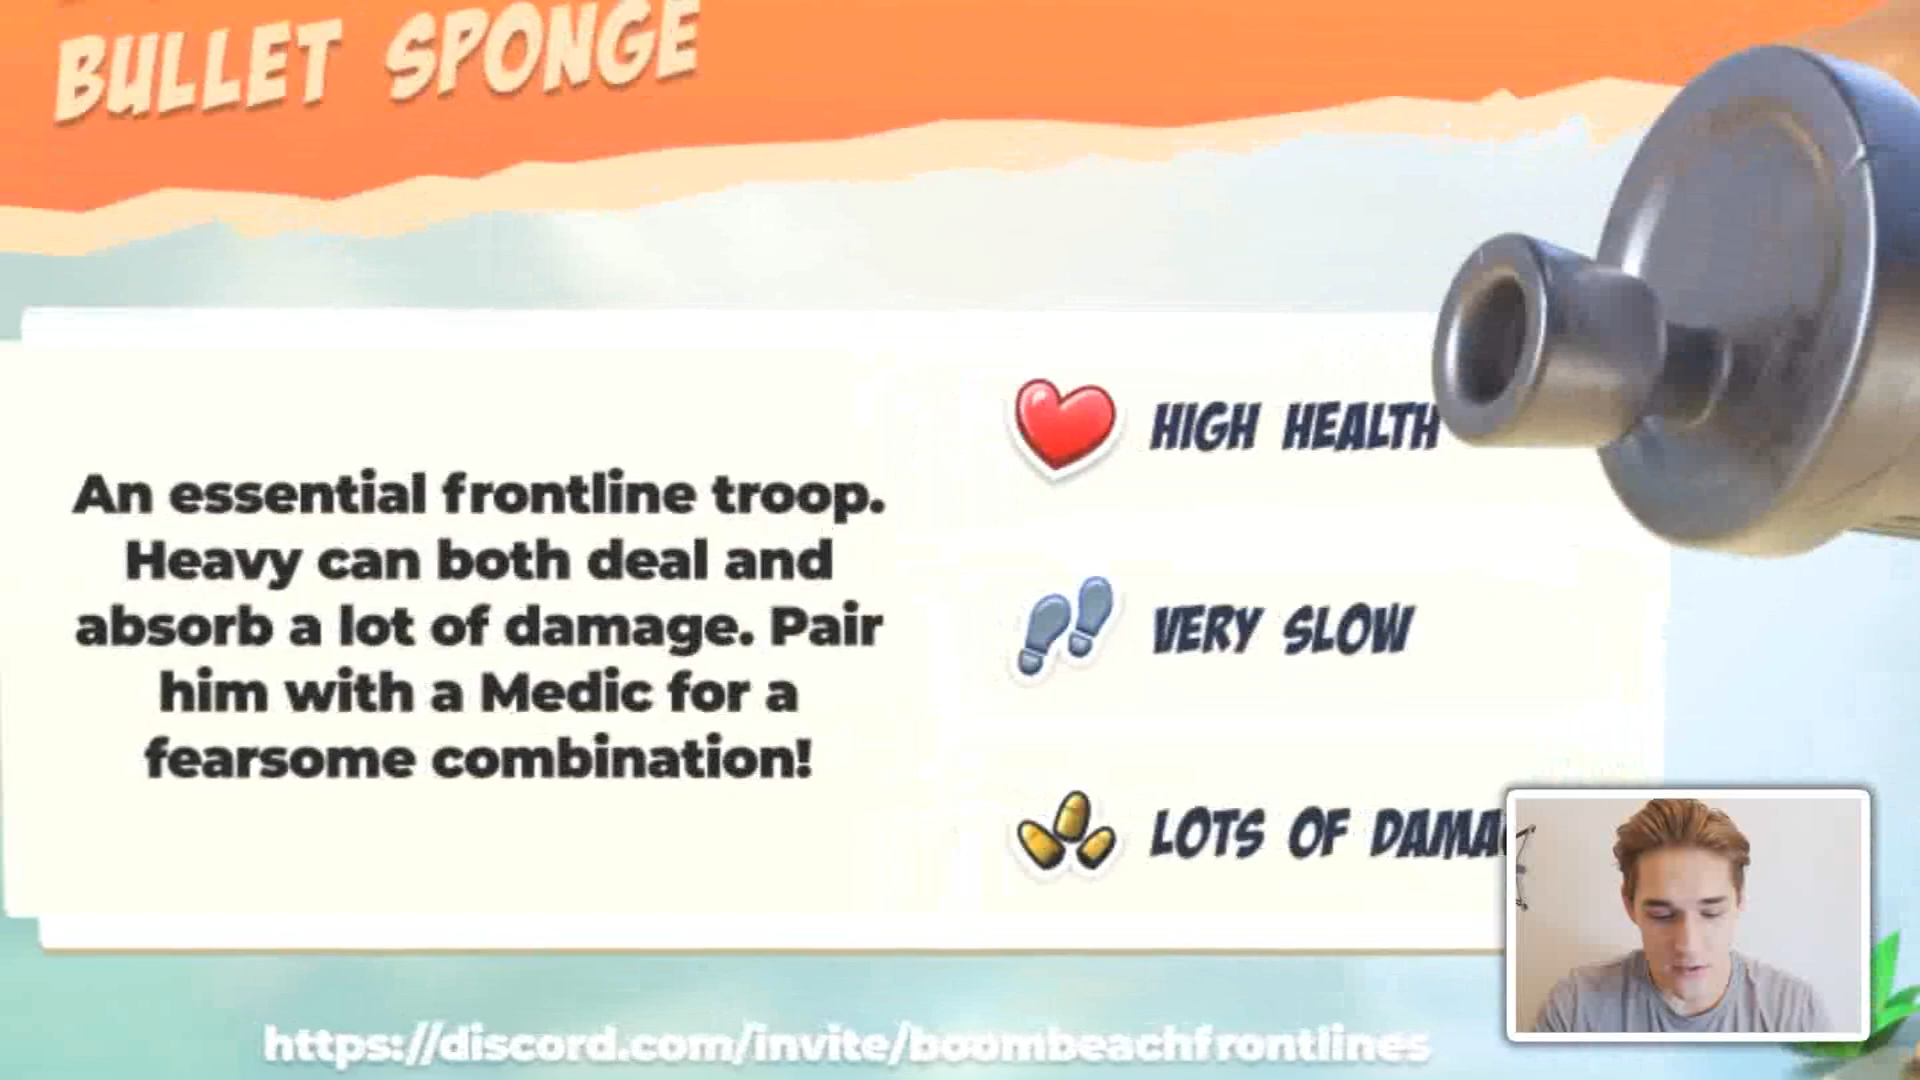 BULLET SPONGE
An essential frontline troop.
Heavy can both deal and
absorb a lot of damage. Pair
him with a Medic for a
fearsome combination!
HIGH HEALTH
VERY SLOW
LOTS OF
https://discord.com/invite/boombeachfrontlines